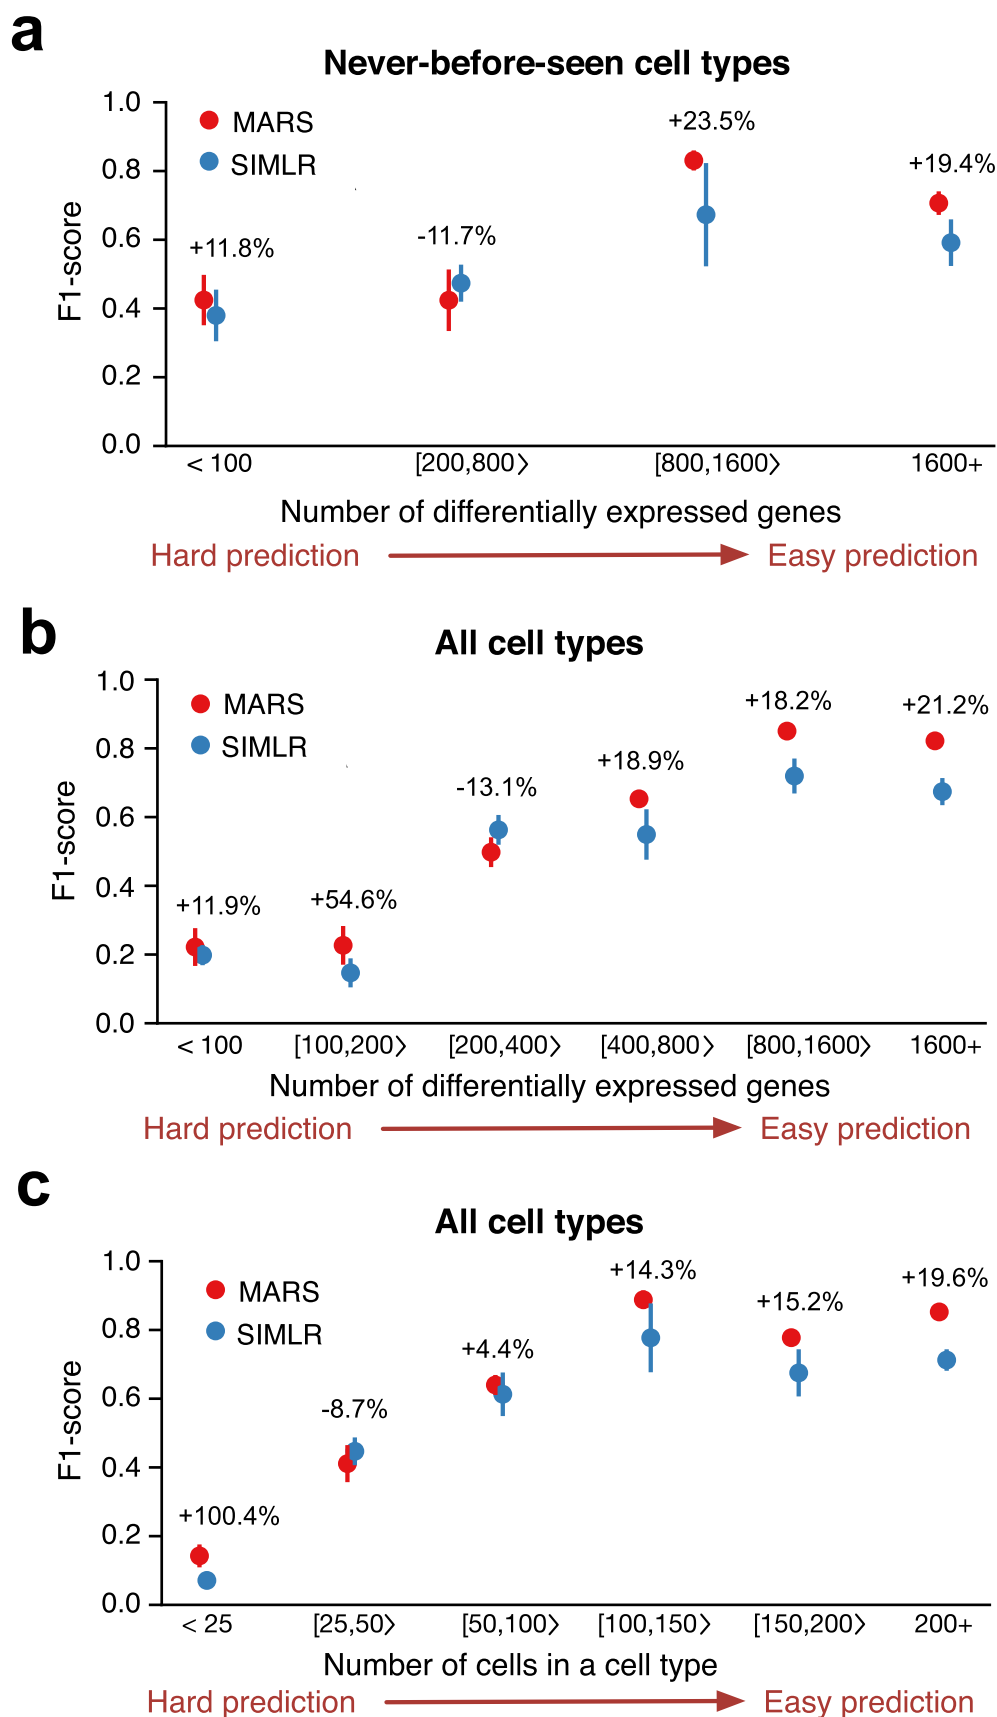 a
Never-before-seen cell types
1.0
0.8
0.6
0.4
0.2
0.0
F1-score
MARS
SIMLR
+11.8%
-11.7%
+23.5%
+19.4%
< 100
[200,800⟩
[800,1600⟩
1600+
Number of differentially expressed genes
Hard prediction
Easy prediction
b
All cell types
1.0
0.8
0.6
0.4
0.2
0.0
F1-score
MARS
SIMLR
+11.9%
+54.6%
-13.1%
+18.9%
+18.2%
+21.2%
< 100
[100,200⟩
[200,400⟩
[400,800⟩
[800,1600⟩
1600+
Number of differentially expressed genes
Hard prediction
Easy prediction
c
All cell types
1.0
0.8
0.6
0.4
0.2
0.0
F1-score
MARS
SIMLR
+100.4%
-8.7%
+4.4%
+14.3%
+15.2%
+19.6%
< 25
[25,50⟩
[50,100⟩
[100,150⟩
[150,200⟩
200+
Number of cells in a cell type
Hard prediction
Easy prediction